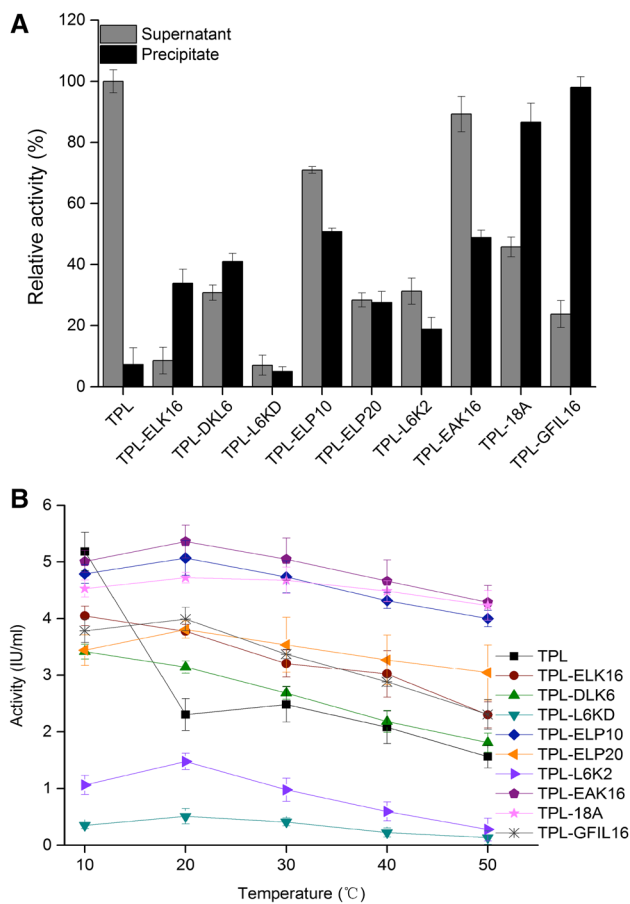 A
Supernatant
Precipitate
Relative activity (%)
120
100
80
60
40
20
0
TPL
TPL-ELK16
TPL-DKL6
TPL-L6KD
TPL-ELP10
TPL-ELP20
TPL-L6K2
TPL-EAK16
TPL-18A
TPL-GFIL16
B
Activity (IU/ml)
6
5
4
3
2
1
0
10
20
30
40
50
Temperature (℃)
TPL
TPL-ELK16
TPL-DLK6
TPL-L6KD
TPL-ELP10
TPL-ELP20
TPL-L6K2
TPL-EAK16
TPL-18A
TPL-GFIL16